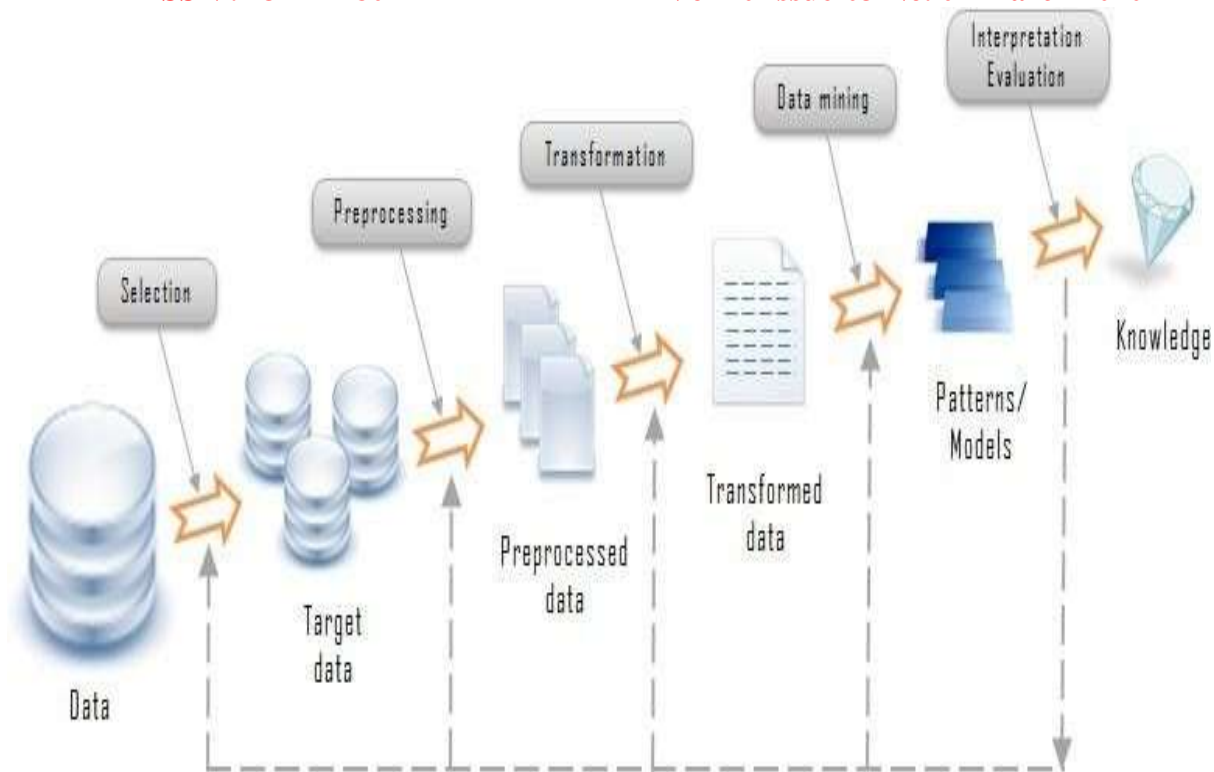 Interpretation
Evaluation
Data mining
Transformation
Preprocessing
Selection
Knowledge
Patterns/
Models
Transformed
data
Preprocessed
data
Target
data
Data